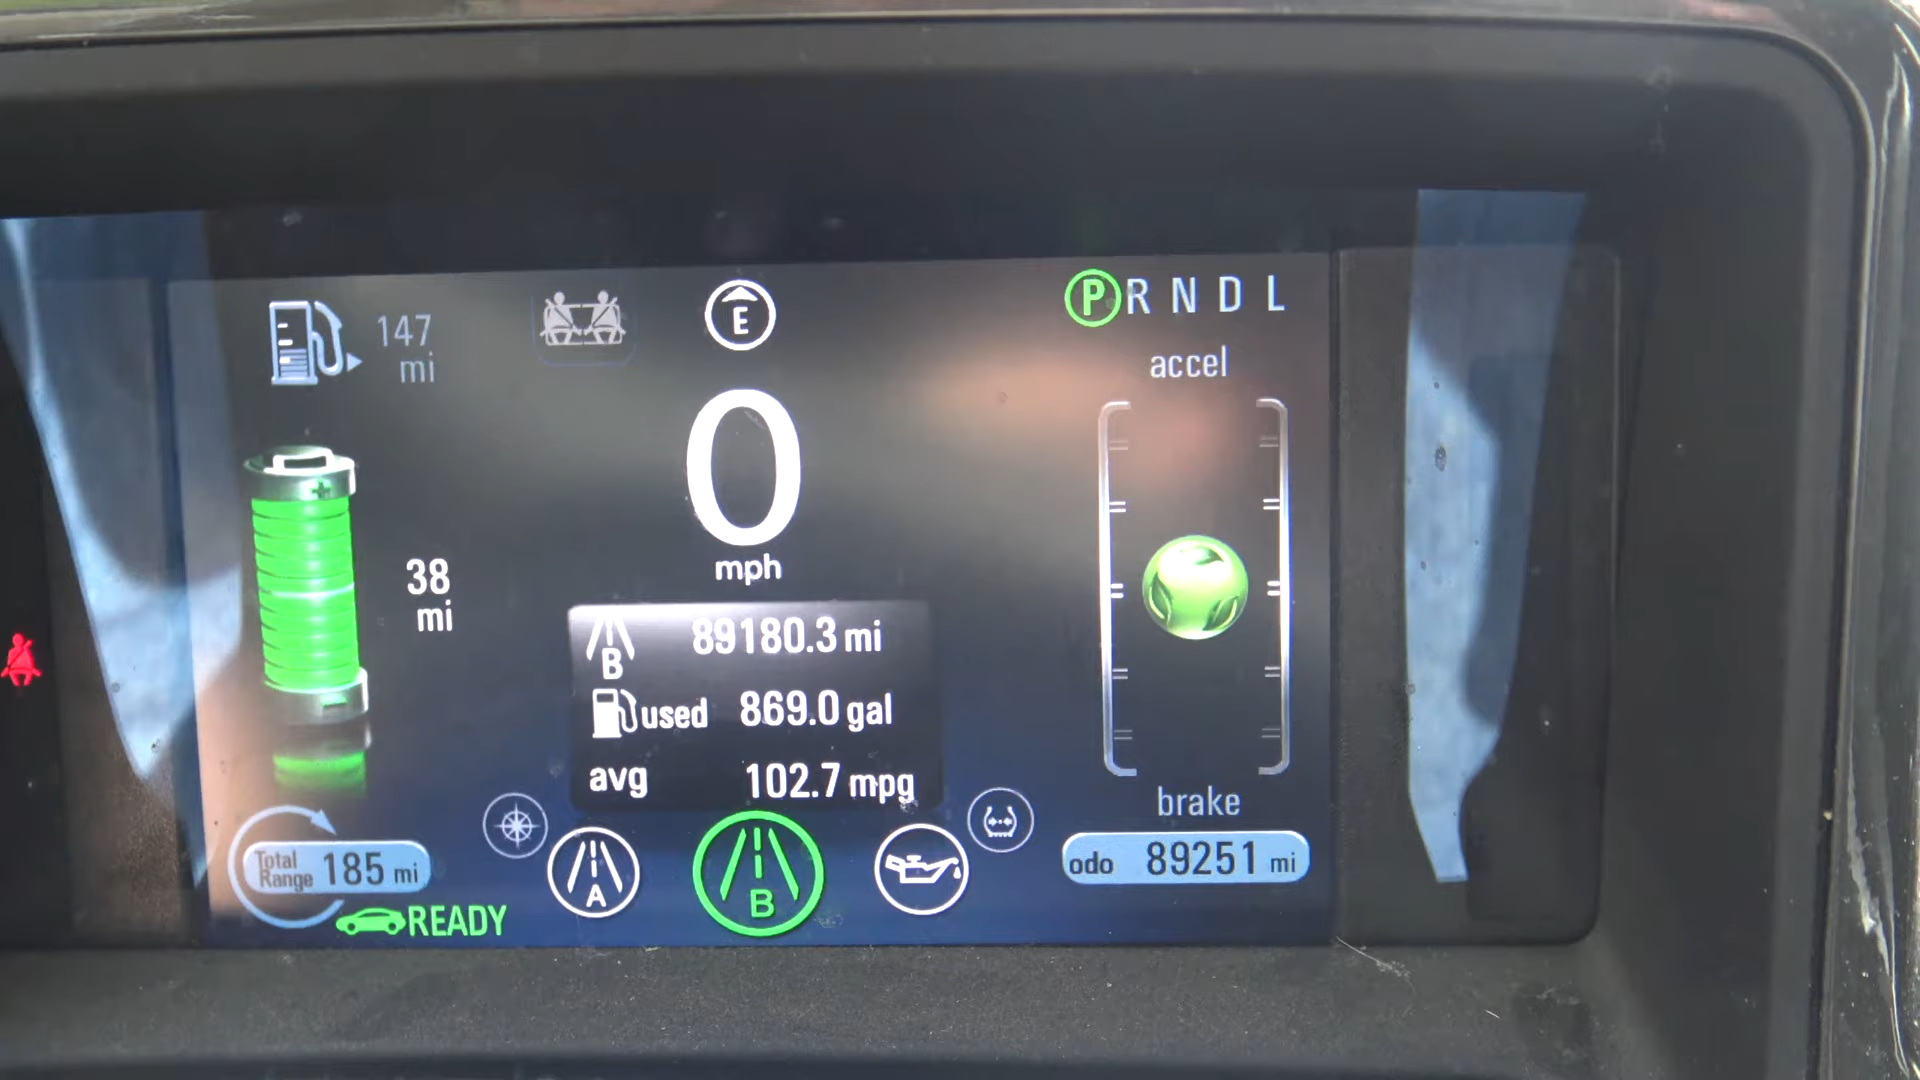 147
mi
E
P R N D L
accel
0
mph
38
mi
B
89180.3 mi
used 869.0 gal
avg 102.7 mpg
brake
Total
Range 185 mi
A
B
odo 89251 mi
READY